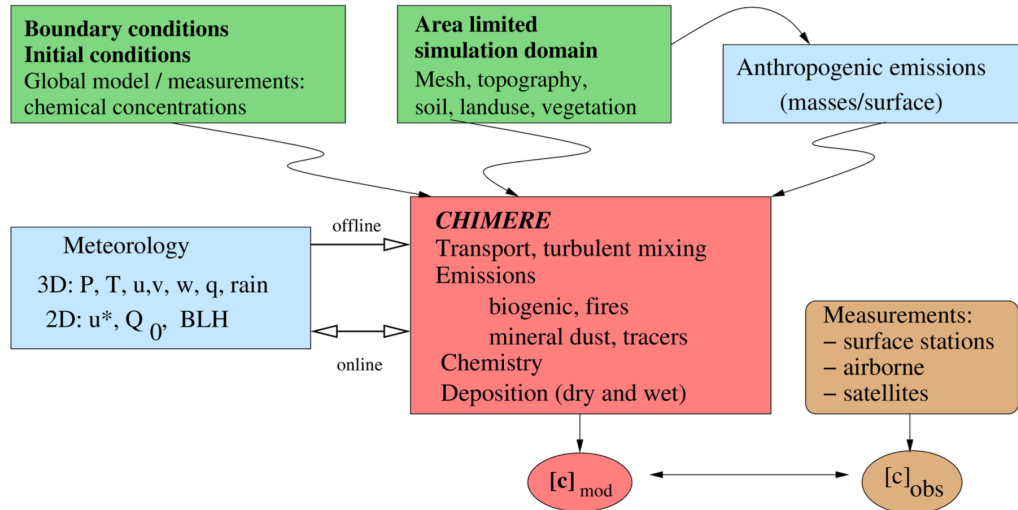 Boundary conditions
Initial conditions
Global model / measurements:
chemical concentrations
Area limited
simulation domain
Mesh, topography,
soil, landuse, vegetation
Anthropogenic emissions
(masses/surface)
Meteorology
3D: P, T, u,v, w, q, rain
2D: u*, Q 0, BLH
offline
online
CHIMERE
Transport, turbulent mixing
Emissions
biogenic, fires
mineral dust, tracers
Chemistry
Deposition (dry and wet)
Measurements:
– surface stations
– airborne
– satellites
[c] mod
[c]obs